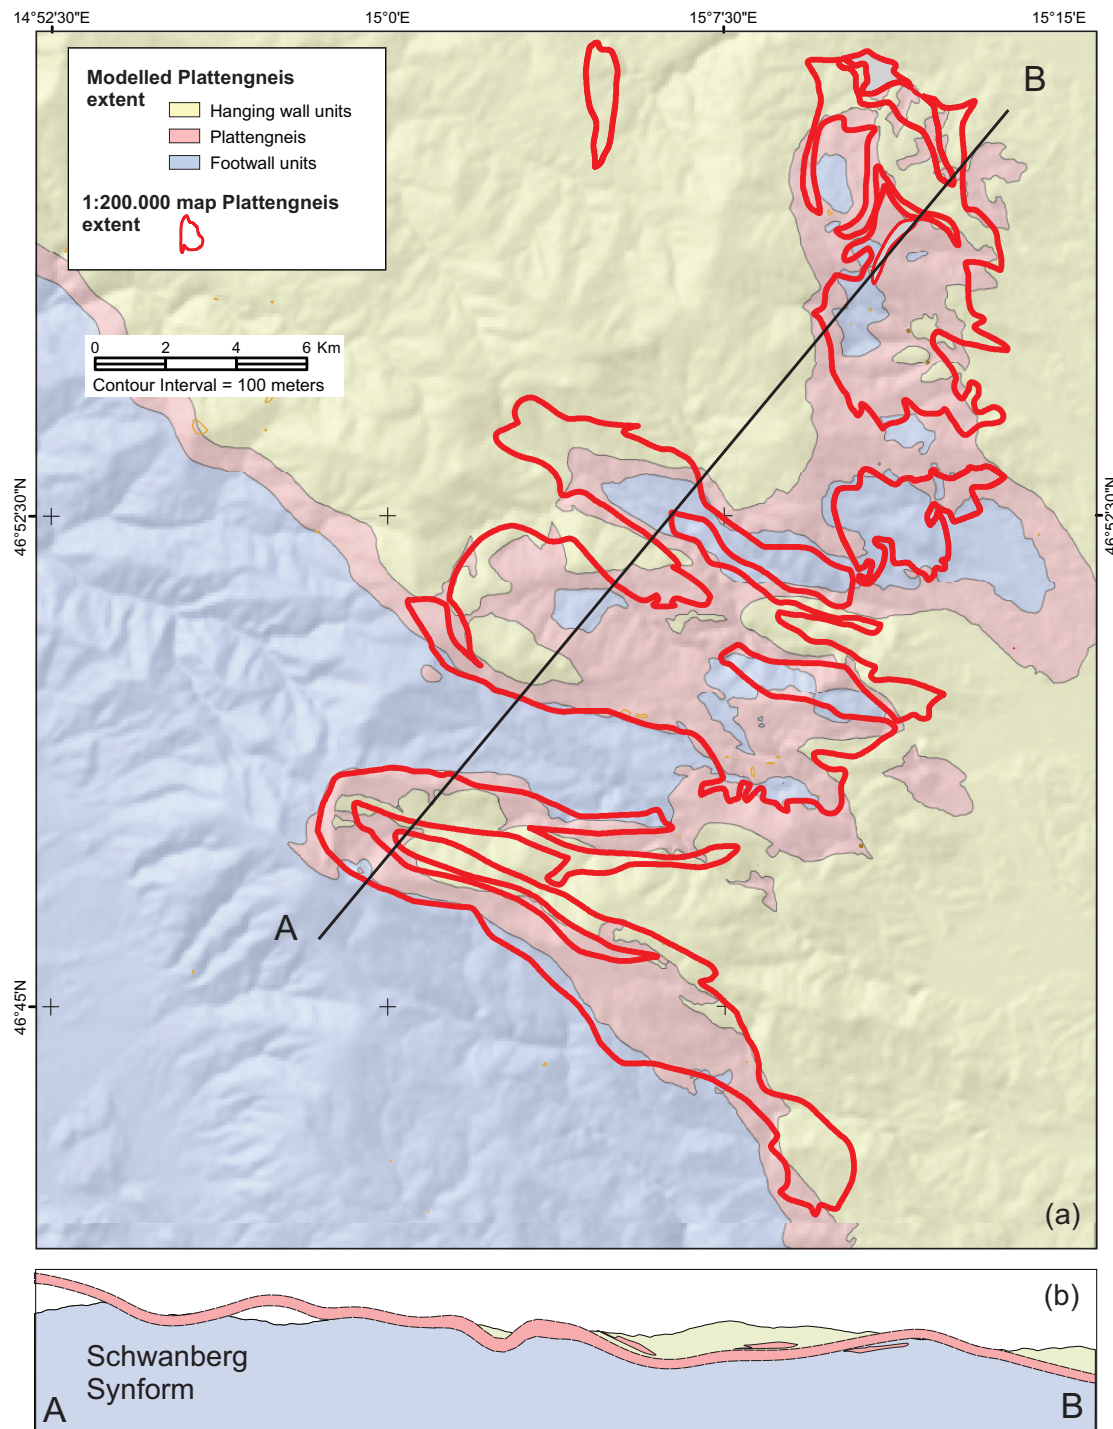 14°52'30"E 15°0'E 15°7'30"E 15°15'E
Modelled Plattengneis
extent
Hanging wall units
Plattengneis
Footwall units
1:200.000 map Plattengneis
extent
B
0 2 4 6 Km
Contour Interval = 100 meters
46°52'30"N 46°52'30"N
A
46°45'N
(a)
(b)
Schwanberg
Synform
A B